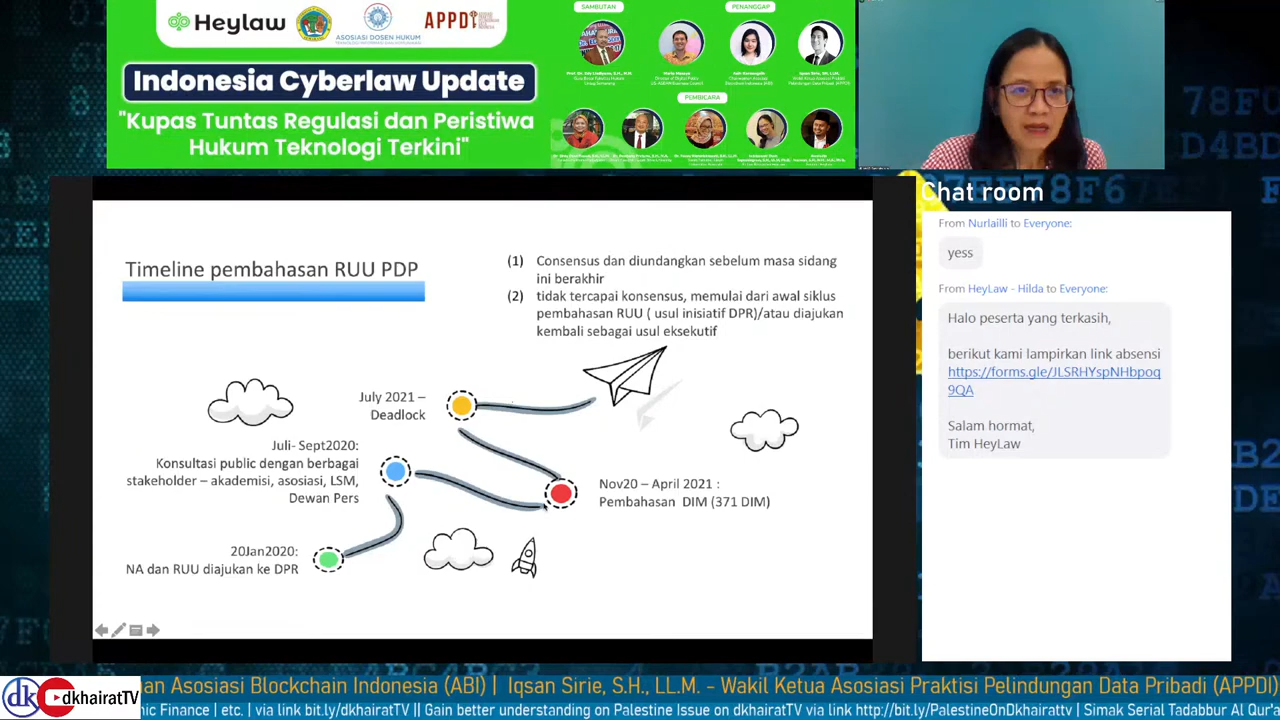 Heylaw
ASOSIASI DOSEN HUKUM
APPDI
Indonesia Cyberlaw Update
"Kupas Tuntas Regulasi dan Peristiwa
Hukum Teknologi Terkini"
SAMBUTAN
PENANGGAP
PEMBICARA
Timeline pembahasan RUU PDP
(1) Consensus dan diundangkan sebelum masa sidang
ini berakhir
(2) tidak tercapai konsensus, memulai dari awal siklus
pembahasan RUU ( usul inisiatif DPR)/atau diajukan
kembali sebagai usul eksekutif
July 2021 –
Deadlock
Juli- Sept2020:
Konsultasi public dengan berbagai
stakeholder – akademisi, asosiasi, LSM,
Dewan Pers
Nov20 – April 2021 :
Pembahasan DIM (371 DIM)
20Jan2020:
NA dan RUU diajukan ke DPR
Chat room
From Nurlailli to Everyone:
yess
From HeyLaw - Hilda to Everyone:
Halo peserta yang terkasih,
berikut kami lampirkan link absensi
https://forms.gle/JLSRHYspNHbpoq
9QA
Salam hormat,
Tim HeyLaw
dk dkhairatTV
an Asosiasi Blockchain Indonesia (ABI) | Iqsan Sirie, S.H., LL.M. - Wakil Ketua Asosiasi Praktisi Pelindungan Data Pribadi (APPDI)
ic Finance | etc. | via link bit.ly/dkhairatTV || Gain better understanding on Palestine Issue on DkhairatTV via link http://bit.ly/PalestineOnDkhairattv | Simak Serial Tadabbur Al Qur'a